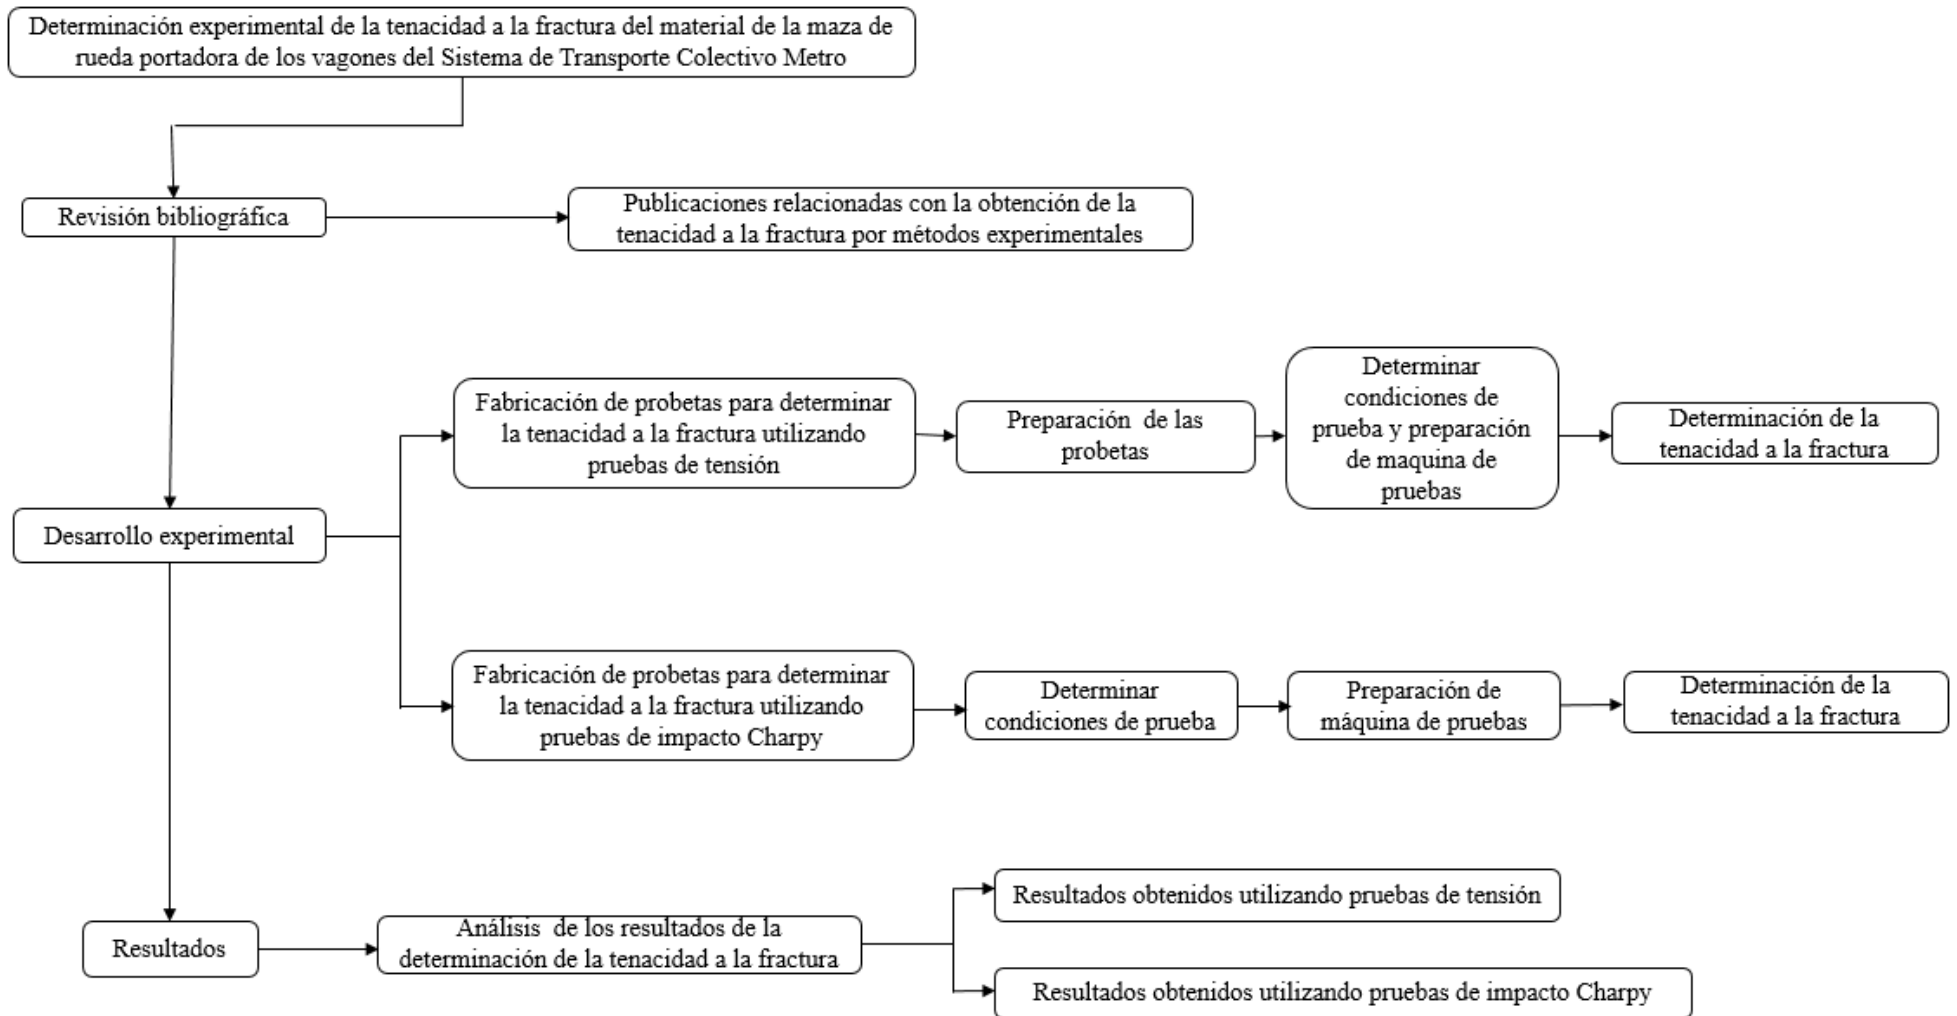 Determinación experimental de la tenacidad a la fractura del material de la maza de
rueda portadora de los vagones del Sistema de Transporte Colectivo Metro
Revisión bibliográfica
Publicaciones relacionadas con la obtención de la
tenacidad a la fractura por métodos experimentales
Desarrollo experimental
Fabricación de probetas para determinar
la tenacidad a la fractura utilizando
pruebas de tensión
Preparación de las
probetas
Determinar
condiciones de
prueba y preparación
de maquina de
pruebas
Determinación de la
tenacidad a la fractura
Fabricación de probetas para determinar
la tenacidad a la fractura utilizando
pruebas de impacto Charpy
Determinar
condiciones de prueba
Preparación de
máquina de pruebas
Determinación de la
tenacidad a la fractura
Resultados
Análisis de los resultados de la
determinación de la tenacidad a la fractura
Resultados obtenidos utilizando pruebas de tensión
Resultados obtenidos utilizando pruebas de impacto Charpy